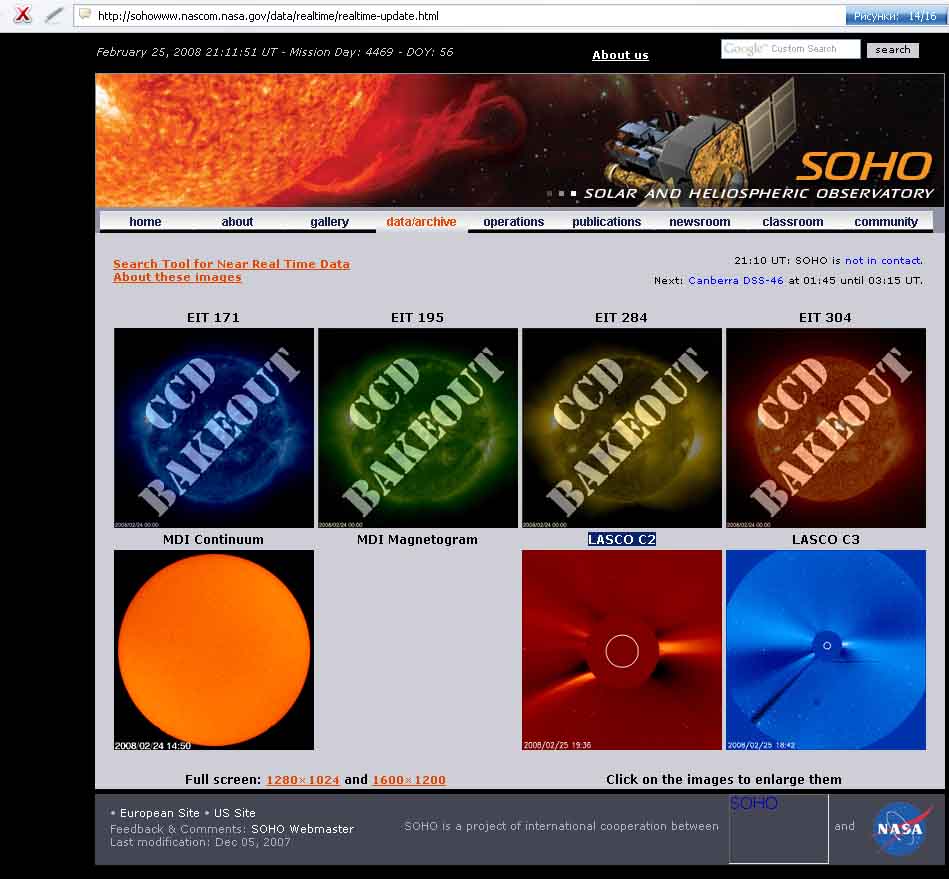 http://sohowww.nascom.nasa.gov/data/realtime/realtime-update.html
Рисунки: 14/16
February 25, 2008 21:11:51 UT - Mission Day: 4469 - DOY: 56
About us
Google™ Custom Search
search
SOHO
SOLAR AND HELIOSPHERIC OBSERVATORY
home about gallery data/archive operations publications newsroom classroom community
Search Tool for Near Real Time Data
About these images
21:10 UT: SOHO is not in contact.
Next: Canberra DSS-46 at 01:45 until 03:15 UT.
EIT 171 EIT 195 EIT 284 EIT 304
CCD BAKEOUT
CCD BAKEOUT
CCD BAKEOUT
CCD BAKEOUT
2008/02/24 00:00
2008/02/24 00:00
2008/02/24 00:00
2008/02/24 00:00
MDI Continuum MDI Magnetogram LASCO C2 LASCO C3
2008/02/24 14:50
2008/02/25 19:36
2008/02/25 18:42
Full screen: 1280×1024 and 1600×1200
Click on the images to enlarge them
• European Site • US Site
Feedback & Comments: SOHO Webmaster
Last modification: Dec 05, 2007
SOHO is a project of international cooperation between
SOHO
and
NASA